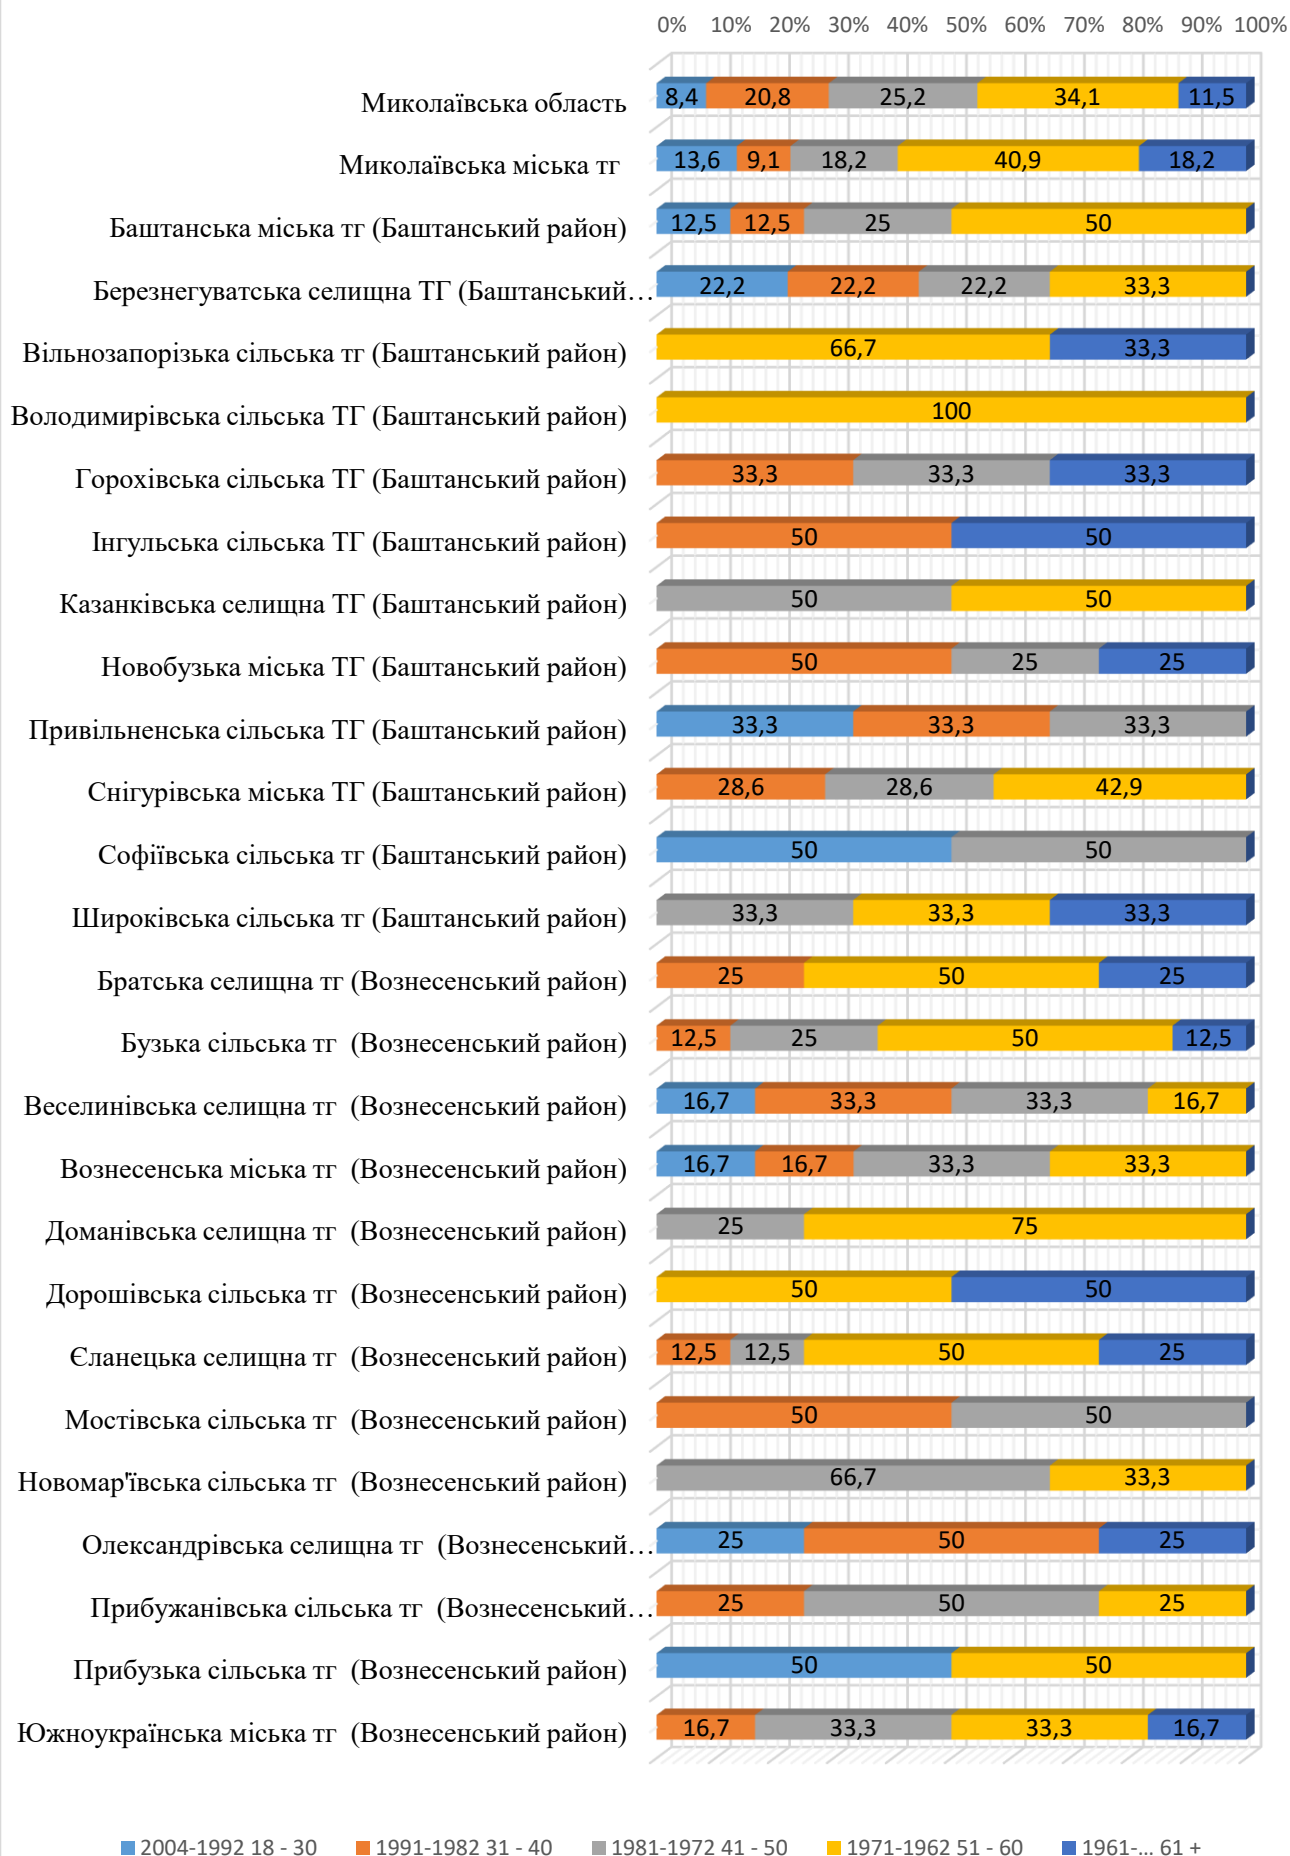 0% 10% 20% 30% 40% 50% 60% 70% 80% 90% 100%
Миколаївська область 8,4 20,8 25,2 34,1 11,5
Миколаївська міська тг 13,6 9,1 18,2 40,9 18,2
Баштанська міська тг (Баштанський район) 12,5 12,5 25 50
Березнегуватська селищна ТГ (Баштанський… 22,2 22,2 22,2 33,3
Вільнозапорізька сільська тг (Баштанський район) 66,7 33,3
Володимирівська сільська ТГ (Баштанський район) 100
Горохівська сільська ТГ (Баштанський район) 33,3 33,3 33,3
Інгульська сільська ТГ (Баштанський район) 50 50
Казанківська селищна ТГ (Баштанський район) 50 50
Новобузька міська ТГ (Баштанський район) 50 25 25
Привільненська сільська ТГ (Баштанський район) 33,3 33,3 33,3
Снігурівська міська ТГ (Баштанський район) 28,6 28,6 42,9
Софіївська сільська тг (Баштанський район) 50 50
Широківська сільська тг (Баштанський район) 33,3 33,3 33,3
Братська селищна тг (Вознесенський район) 25 50 25
Бузька сільська тг (Вознесенський район) 12,5 25 50 12,5
Веселинівська селищна тг (Вознесенський район) 16,7 33,3 33,3 16,7
Вознесенська міська тг (Вознесенський район) 16,7 16,7 33,3 33,3
Доманівська селищна тг (Вознесенський район) 25 75
Дорошівська сільська тг (Вознесенський район) 50 50
Єланецька селищна тг (Вознесенський район) 12,5 12,5 50 25
Мостівська сільська тг (Вознесенський район) 50 50
Новомар'ївська сільська тг (Вознесенський район) 66,7 33,3
Олександрівська селищна тг (Вознесенський… 25 50 25
Прибужанівська сільська тг (Вознесенський… 25 50 25
Прибузька сільська тг (Вознесенський район) 50 50
Южноукраїнська міська тг (Вознесенський район) 16,7 33,3 33,3 16,7
2004-1992 18 - 30 1991-1982 31 - 40 1981-1972 41 - 50 1971-1962 51 - 60 1961-… 61 +